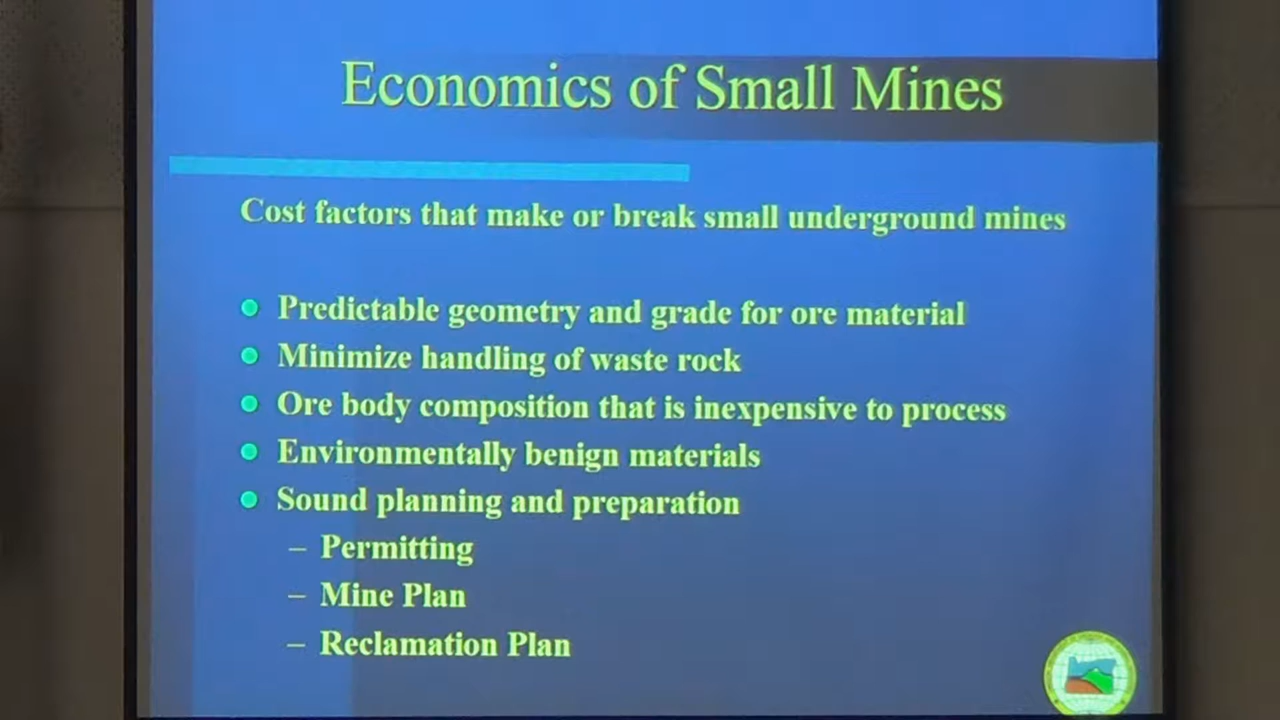 Economics of Small Mines
Cost factors that make or break small underground mines
Predictable geometry and grade for ore material
Minimize handling of waste rock
Ore body composition that is inexpensive to process
Environmentally benign materials
Sound planning and preparation
– Permitting
– Mine Plan
– Reclamation Plan